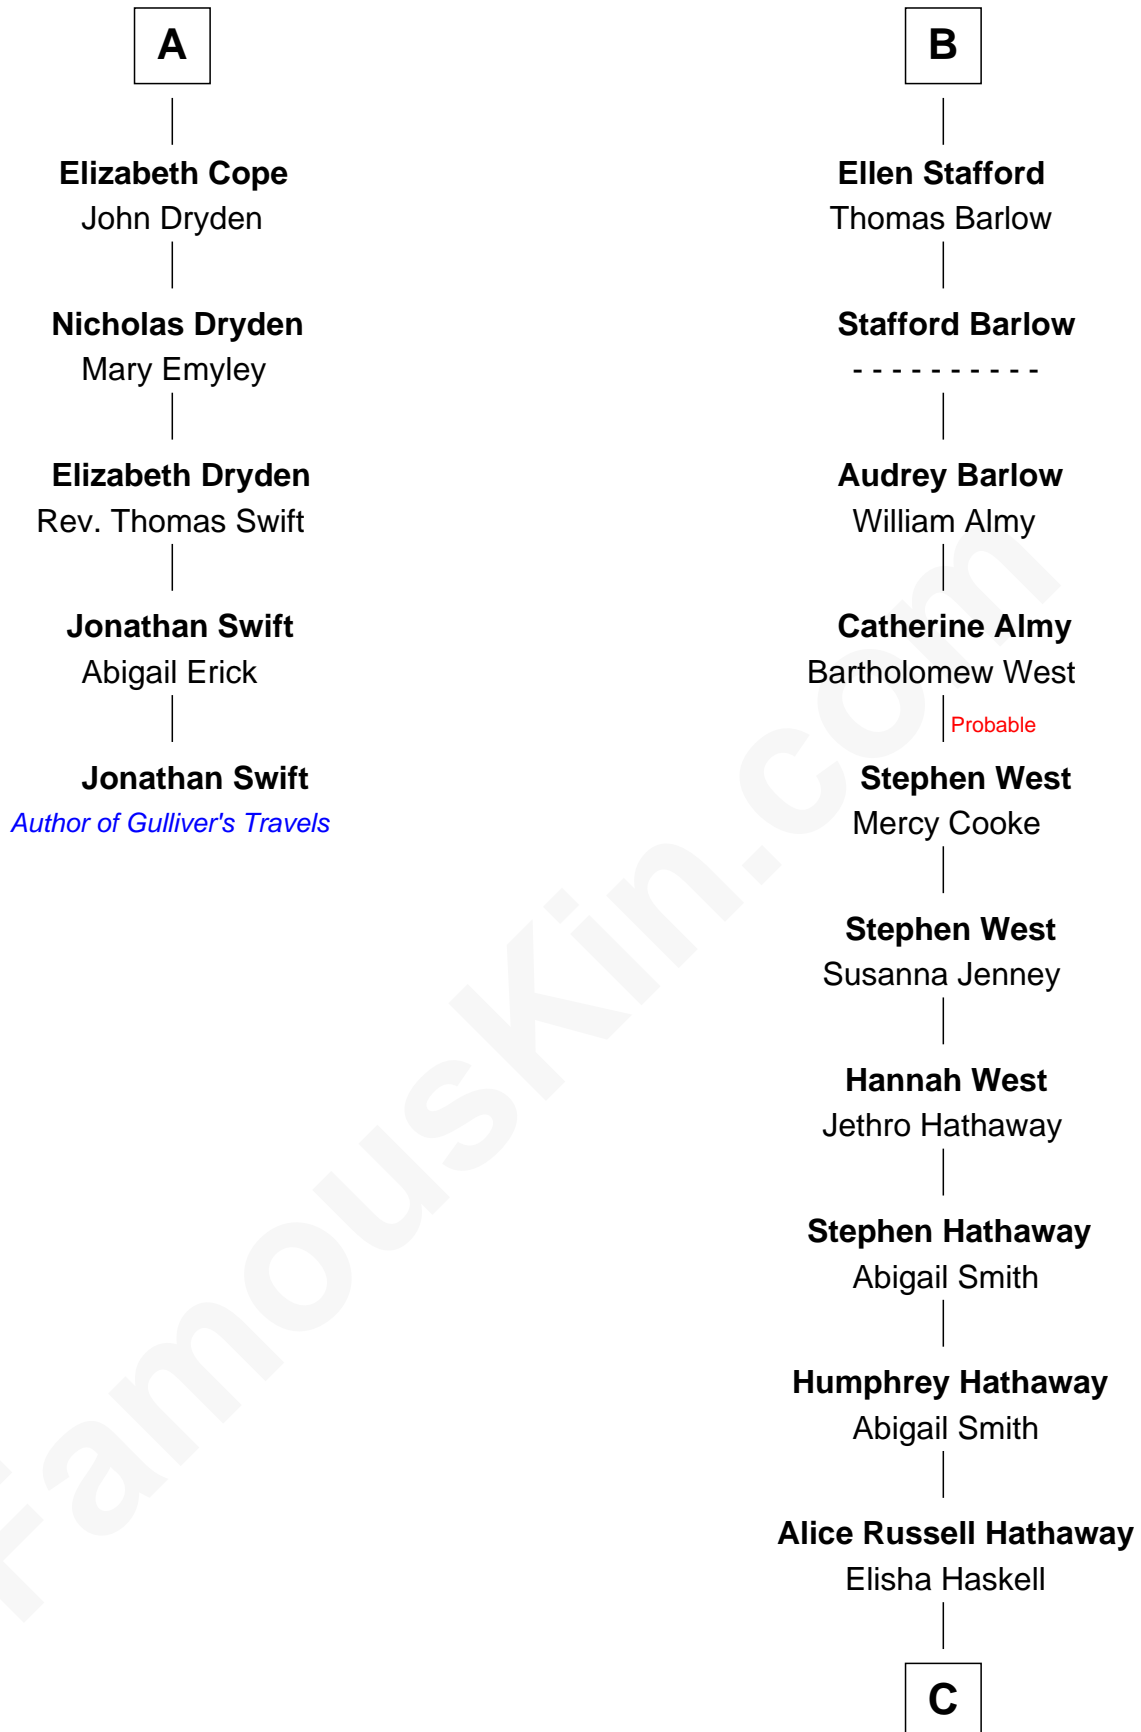 A
Elizabeth Cope
John Dryden
Nicholas Dryden
Mary Emyley
Elizabeth Dryden
Rev. Thomas Swift
Jonathan Swift
Abigail Erick
Jonathan Swift
Author of Gulliver's Travels
B
Ellen Stafford
Thomas Barlow
Stafford Barlow
- - - - - - - - - -
Audrey Barlow
William Almy
Catherine Almy
Bartholomew West
Probable
Stephen West
Mercy Cooke
Stephen West
Susanna Jenney
Hannah West
Jethro Hathaway
Stephen Hathaway
Abigail Smith
Humphrey Hathaway
Abigail Smith
Alice Russell Hathaway
Elisha Haskell
C
FamousKin.com